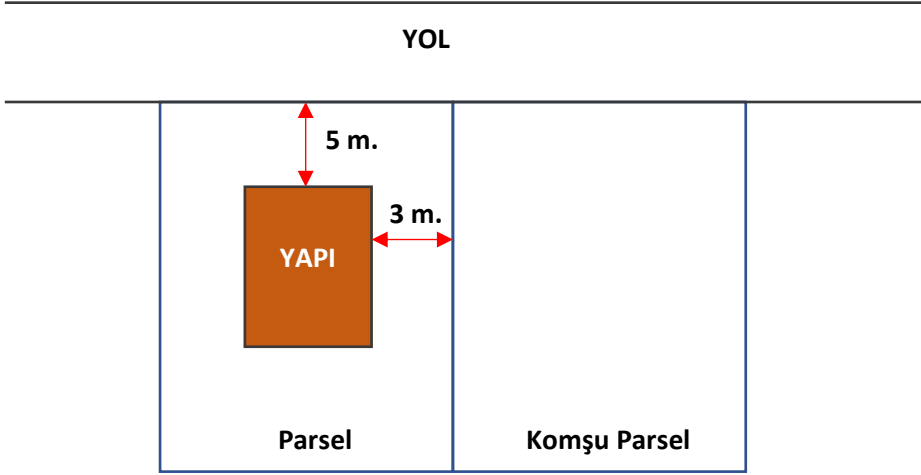 YOL
5 m.
3 m.
YAPI
Parsel
Komşu Parsel